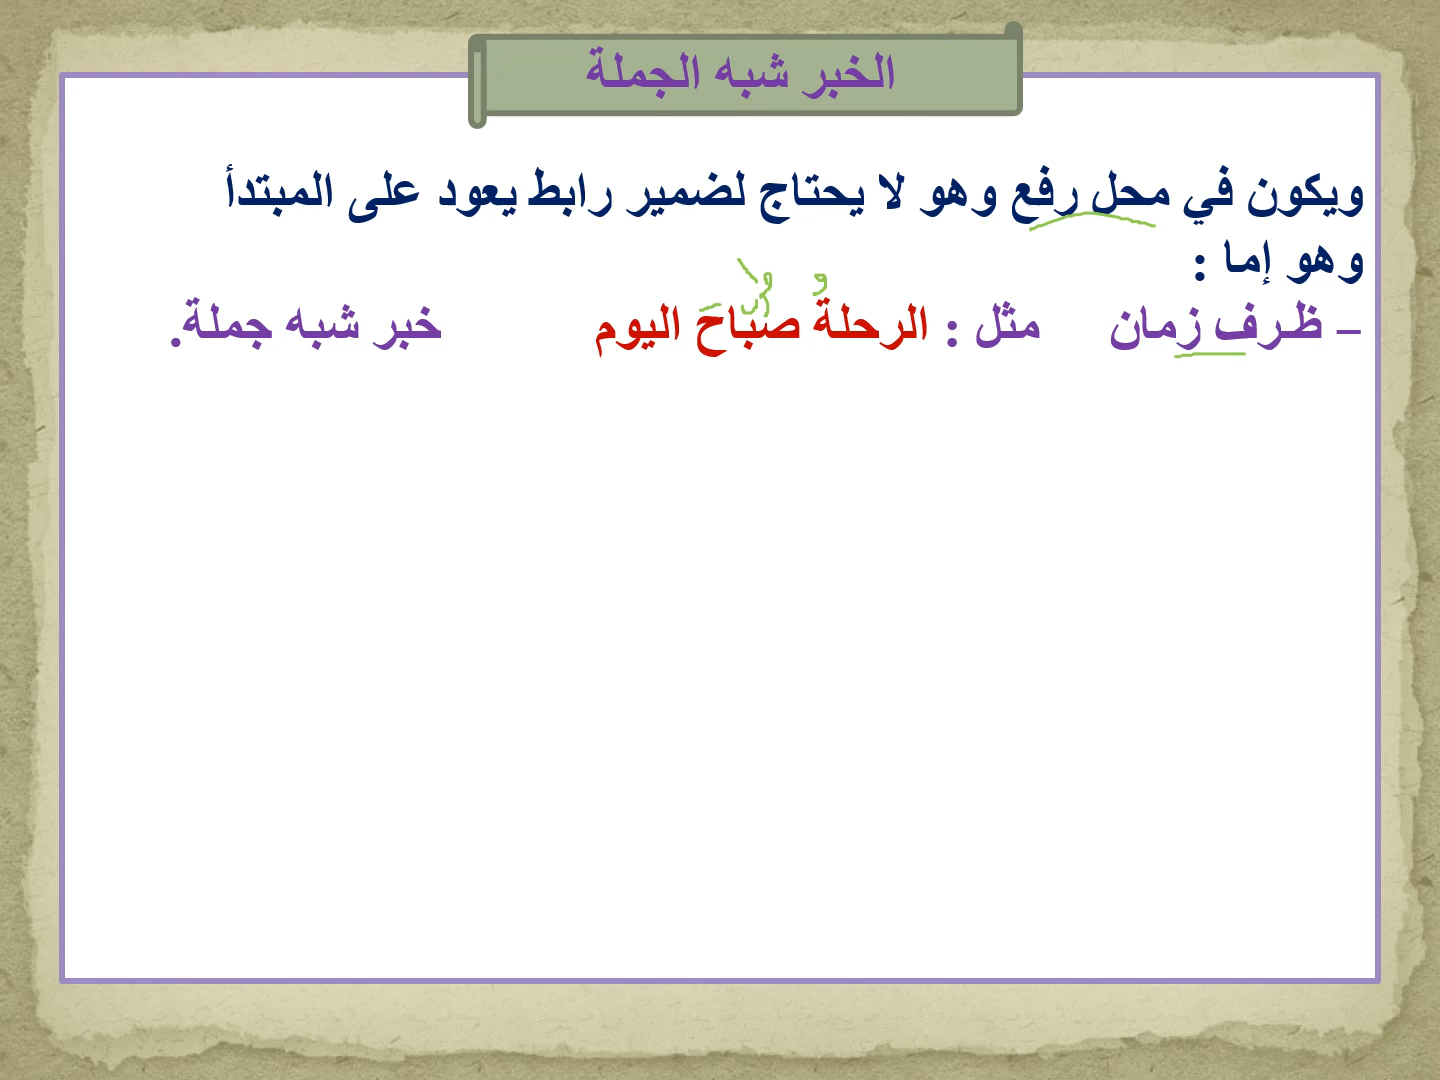 الخبر شبه الجملة
ويكون في محل رفع وهو لا يحتاج لضمير رابط يعود على المبتدأ
وهو إما :
– ظرف زمان مثل : الرحلة صباحَ اليوم خبر شبه جملة.